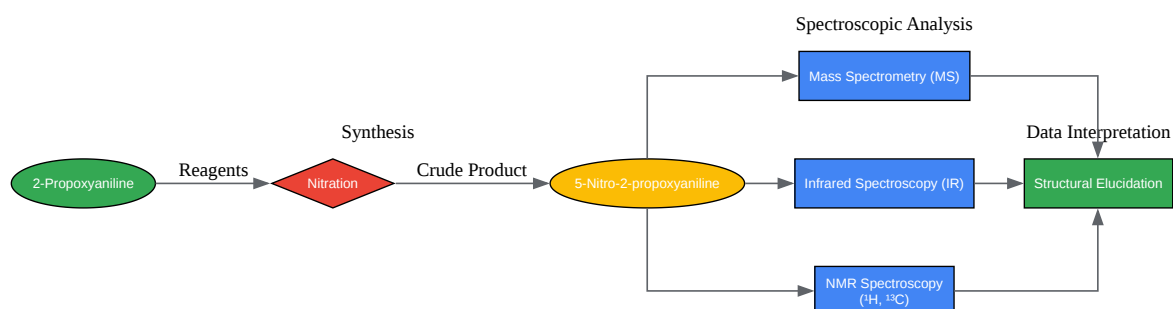 Spectroscopic Analysis
Mass Spectrometry (MS)
Synthesis
Data Interpretation
2-Propoxyaniline
Reagents
Nitration
Crude Product
5-Nitro-2-propoxyaniline
Infrared Spectroscopy (IR)
Structural Elucidation
NMR Spectroscopy
(¹H, ¹³C)